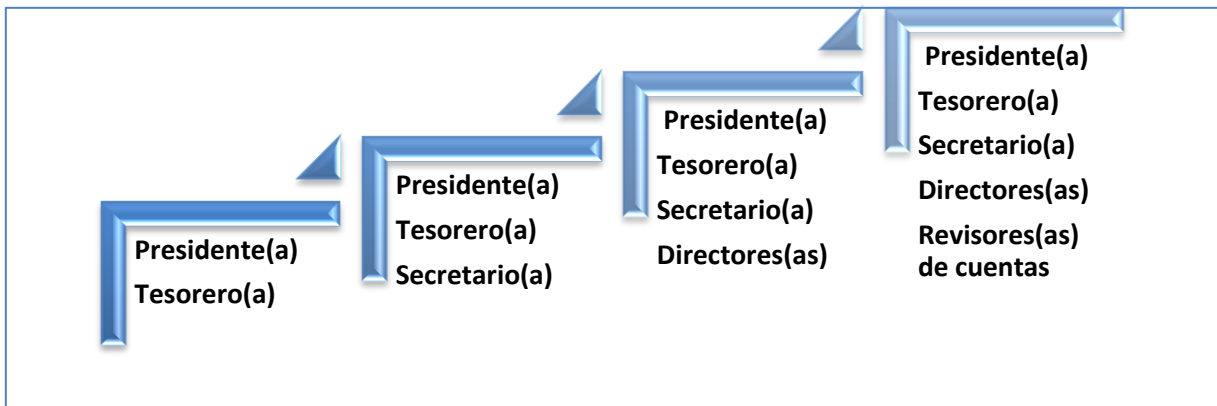 Presidente(a)
Tesorero(a)
Presidente(a)
Tesorero(a)
Secretario(a)
Presidente(a)
Tesorero(a)
Secretario(a)
Directores(as)
Presidente(a)
Tesorero(a)
Secretario(a)
Directores(as)
Revisores(as)
de cuentas